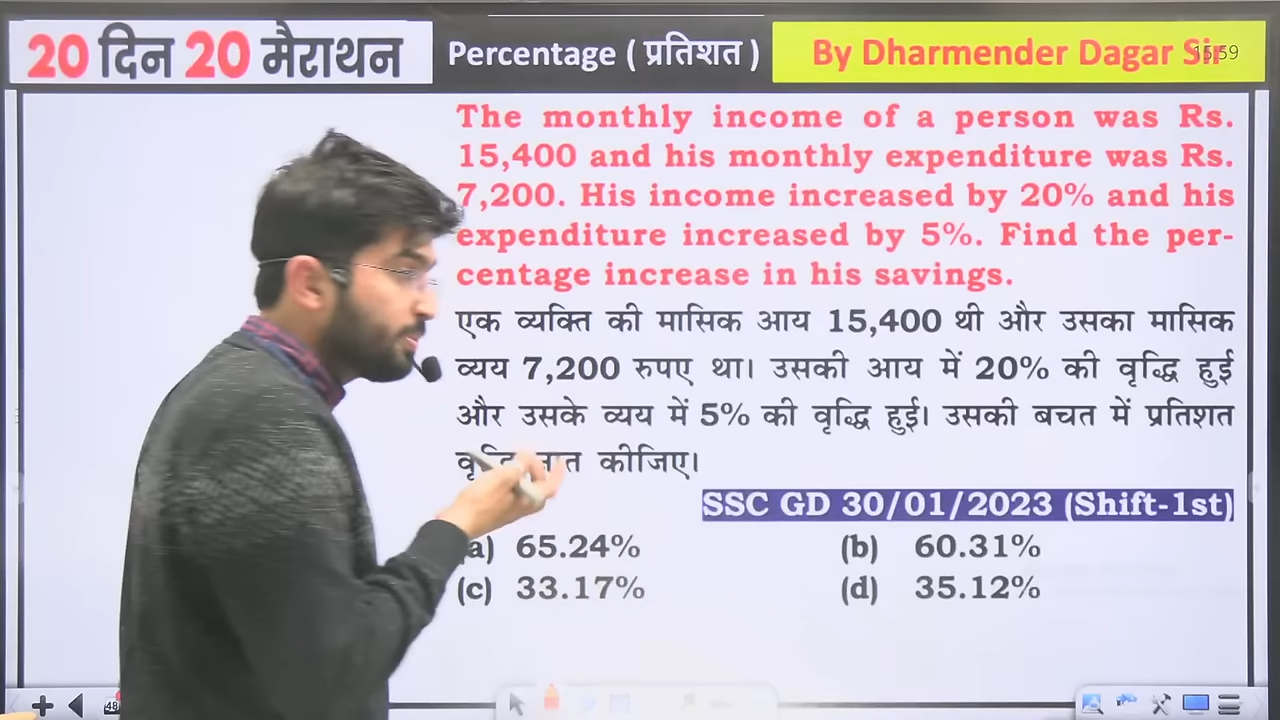 20 दिन 20 मैराथन
Percentage ( प्रतिशत )
By Dharmender Dagar Sir
15:59
The monthly income of a person was Rs.
15,400 and his monthly expenditure was Rs.
7,200. His income increased by 20% and his
expenditure increased by 5%. Find the per-
centage increase in his savings.
एक व्यक्ति की मासिक आय 15,400 थी और उसका मासिक
व्यय 7,200 रुपए था। उसकी आय में 20% की वृद्धि हुई
और उसके व्यय में 5% की वृद्धि हुई। उसकी बचत में प्रतिशत
कीजिए।
SSC GD 30/01/2023 (Shift-1st)
(a) 65.24%
(b) 60.31%
(c) 33.17%
(d) 35.12%